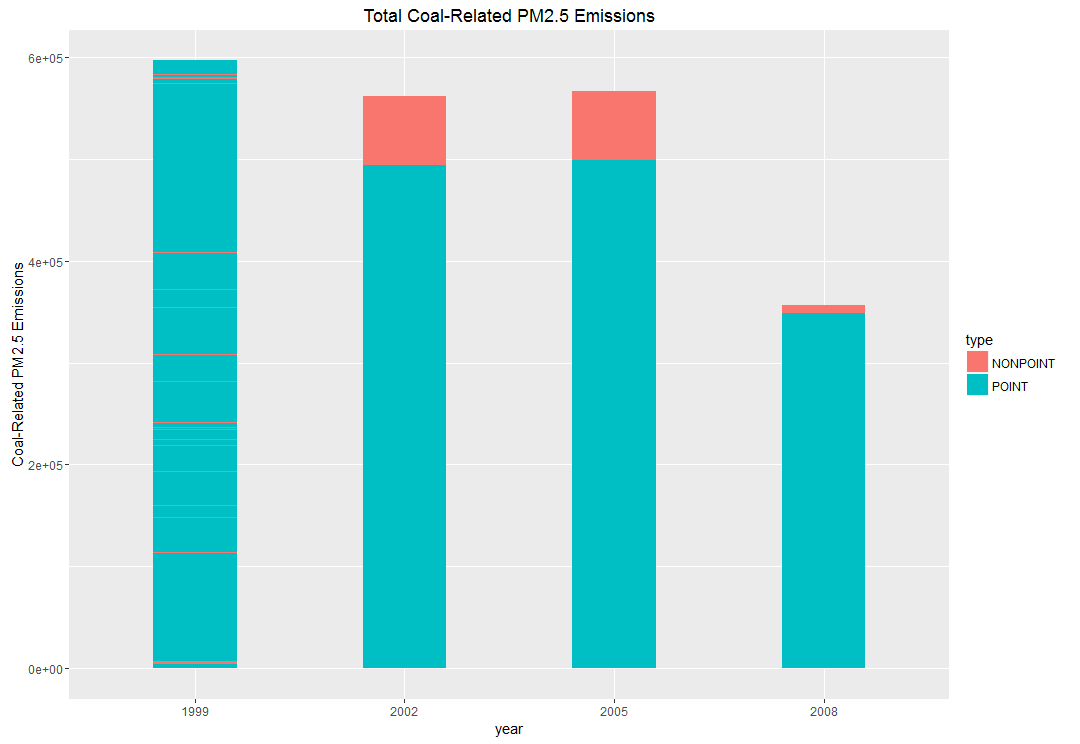 Total Coal-Related PM2.5 Emissions
6e+05
4e+05
2e+05
0e+00
Coal-Related PM2.5 Emissions
1999
2002
2005
2008
year
type
NONPOINT
POINT